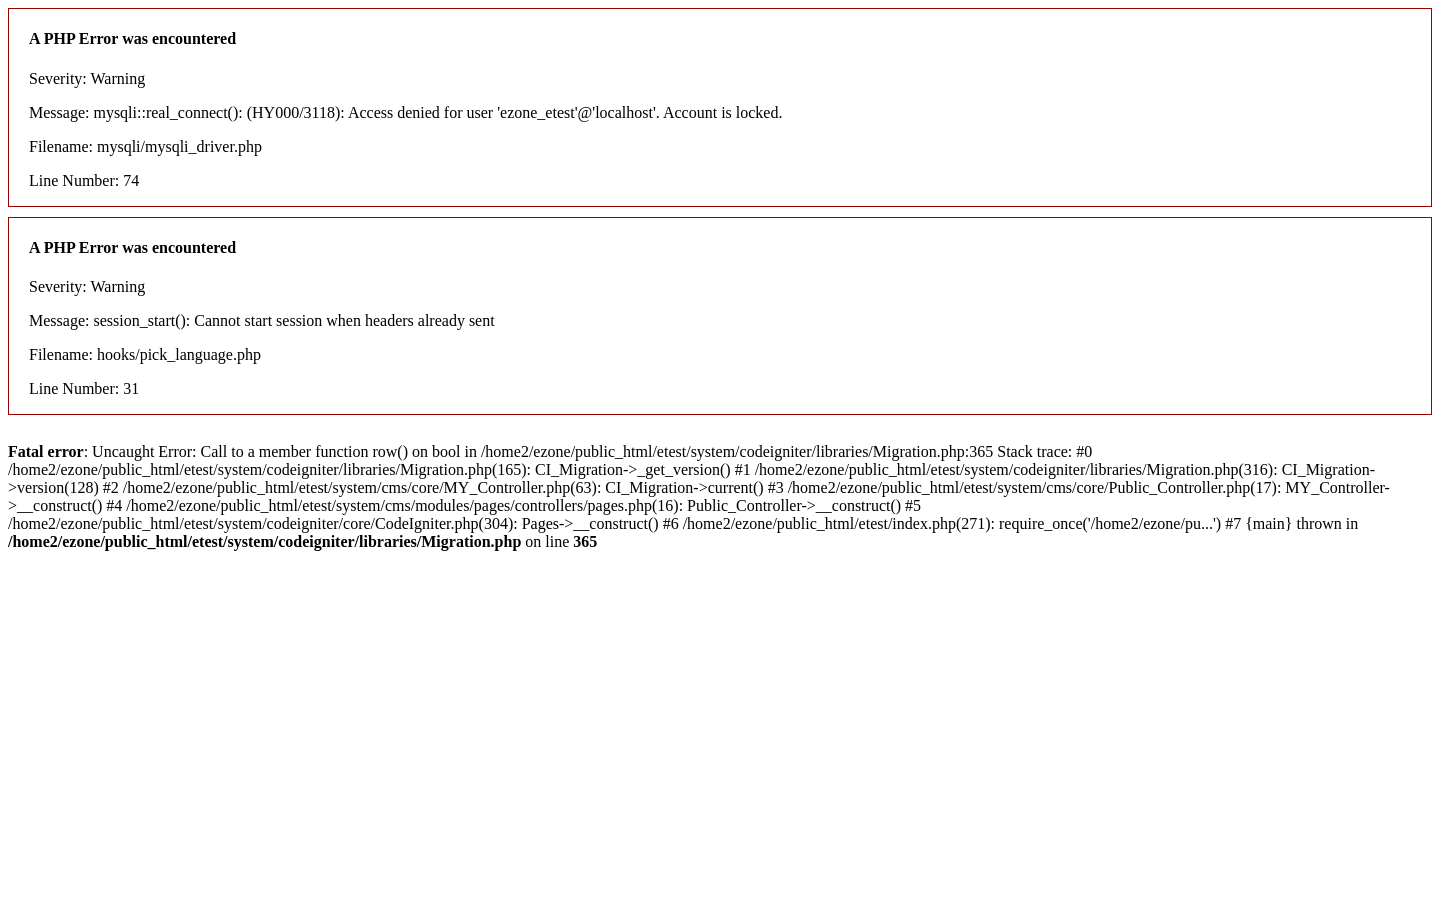 A PHP Error was encountered
Severity: Warning
Message: mysqli::real_connect(): (HY000/3118): Access denied for user 'ezone_etest'@'localhost'. Account is locked.
Filename: mysqli/mysqli_driver.php
Line Number: 74
A PHP Error was encountered
Severity: Warning
Message: session_start(): Cannot start session when headers already sent
Filename: hooks/pick_language.php
Line Number: 31
Fatal error: Uncaught Error: Call to a member function row() on bool in /home2/ezone/public_html/etest/system/codeigniter/libraries/Migration.php:365 Stack trace: #0
/home2/ezone/public_html/etest/system/codeigniter/libraries/Migration.php(165): CI_Migration->_get_version() #1 /home2/ezone/public_html/etest/system/codeigniter/libraries/Migration.php(316): CI_Migration-
>version(128) #2 /home2/ezone/public_html/etest/system/cms/core/MY_Controller.php(63): CI_Migration->current() #3 /home2/ezone/public_html/etest/system/cms/core/Public_Controller.php(17): MY_Controller-
>__construct() #4 /home2/ezone/public_html/etest/system/cms/modules/pages/controllers/pages.php(16): Public_Controller->__construct() #5
/home2/ezone/public_html/etest/system/codeigniter/core/CodeIgniter.php(304): Pages->__construct() #6 /home2/ezone/public_html/etest/index.php(271): require_once('/home2/ezone/pu...') #7 {main} thrown in
/home2/ezone/public_html/etest/system/codeigniter/libraries/Migration.php on line 365